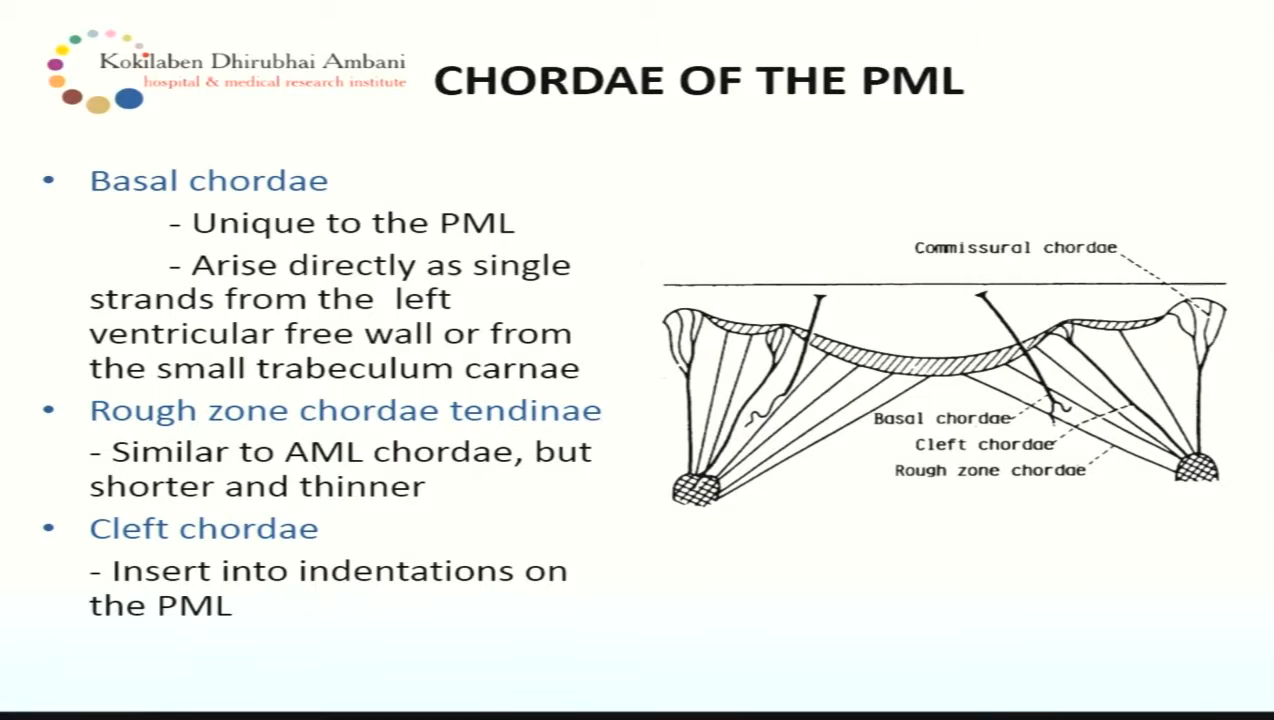 Kokilaben Dhirubhai Ambani
hospital & medical research institute
CHORDAE OF THE PML
• Basal chordae
- Unique to the PML
- Arise directly as single
strands from the left
ventricular free wall or from
the small trabeculum carnae
• Rough zone chordae tendinae
- Similar to AML chordae, but
shorter and thinner
• Cleft chordae
- Insert into indentations on
the PML
Commissural chordae
Basal chordae
Cleft chordae
Rough zone chordae